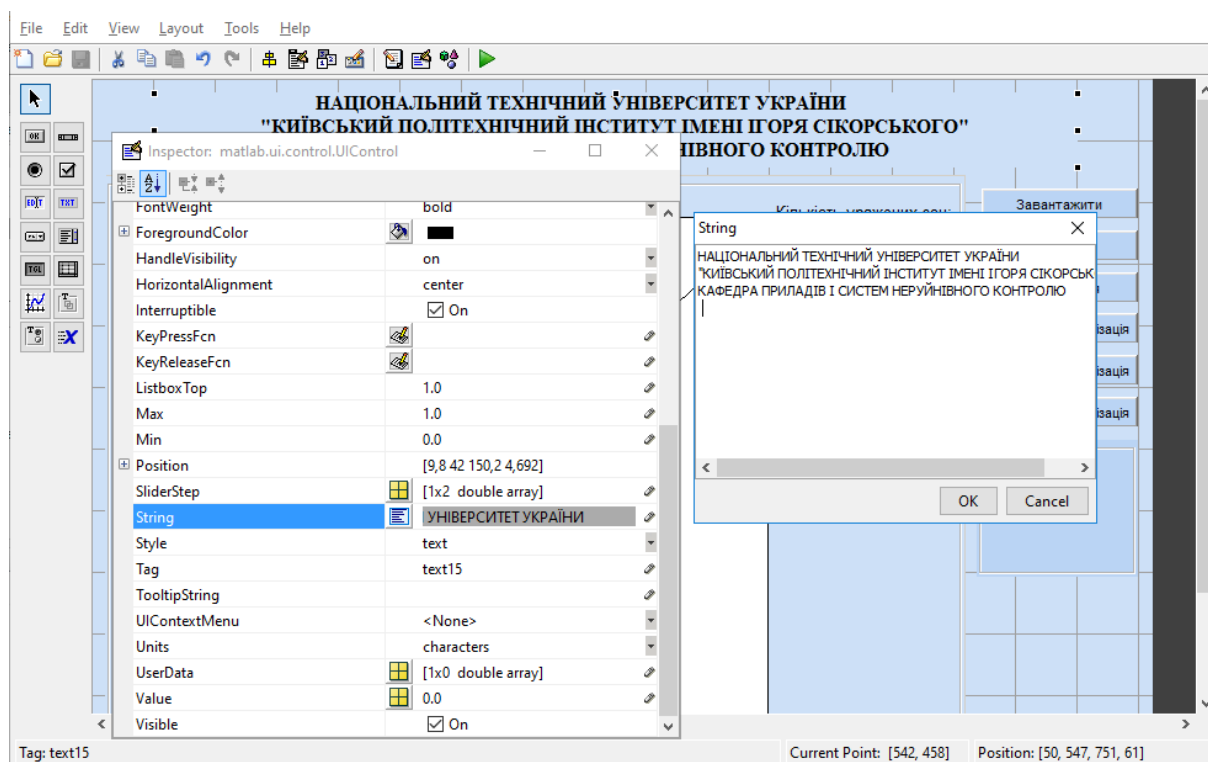 File Edit View Layout Tools Help
НАЦІОНАЛЬНИЙ ТЕХНІЧНИЙ УНІВЕРСИТЕТ УКРАЇНИ
"КИЇВСЬКИЙ ПОЛІТЕХНІЧНИЙ ІНСТИТУТ ІМЕНІ ІГОРЯ СІКОРСЬКОГО"
ІВНОГО КОНТРОЛЮ
OK
EDIT TXT
TGL
Inspector: matlab.ui.control.UIControl
FontWeight bold
ForegroundColor
HandleVisibility on
HorizontalAlignment center
Interruptible On
KeyPressFcn
KeyReleaseFcn
ListboxTop 1.0
Max 1.0
Min 0.0
Position [9,8 42 150,2 4,692]
SliderStep [1x2 double array]
String УНІВЕРСИТЕТ УКРАЇНИ
Style text
Tag text15
TooltipString
UIContextMenu <None>
Units characters
UserData [1x0 double array]
Value 0.0
Visible On
Завантажити
String
НАЦІОНАЛЬНИЙ ТЕХНІЧНИЙ УНІВЕРСИТЕТ УКРАЇНИ
"КИЇВСЬКИЙ ПОЛІТЕХНІЧНИЙ ІНСТИТУТ ІМЕНІ ІГОРЯ СІКОРСЬК
КАФЕДРА ПРИЛАДІВ І СИСТЕМ НЕРУЙНІВНОГО КОНТРОЛЮ
OK Cancel
ізація
ізація
ізація
Tag: text15 Current Point: [542, 458] Position: [50, 547, 751, 61]